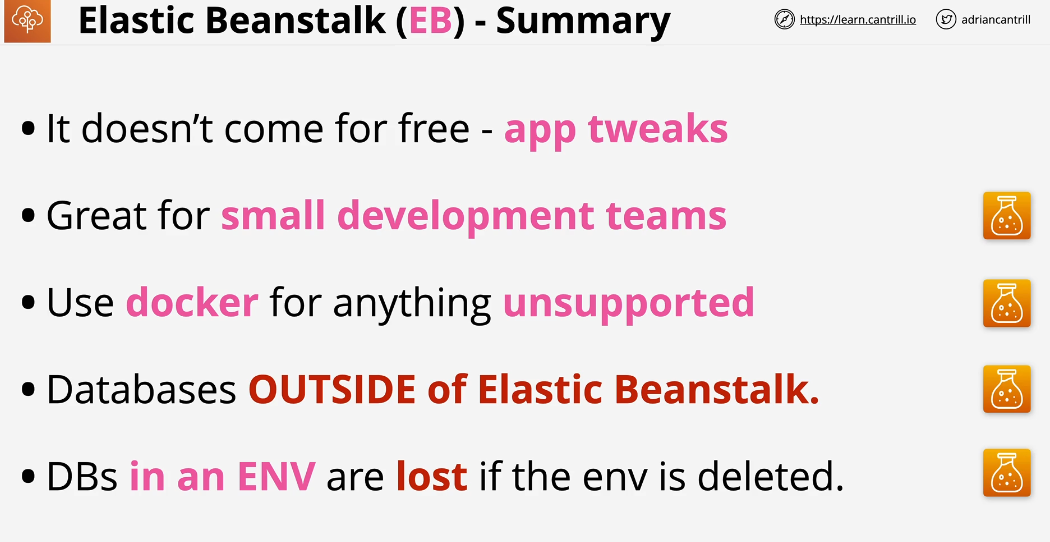 Elastic Beanstalk (EB) - Summary
https://learn.cantrill.io
adriancantrill
• It doesn’t come for free - app tweaks
• Great for small development teams
• Use docker for anything unsupported
• Databases OUTSIDE of Elastic Beanstalk.
• DBs in an ENV are lost if the env is deleted.